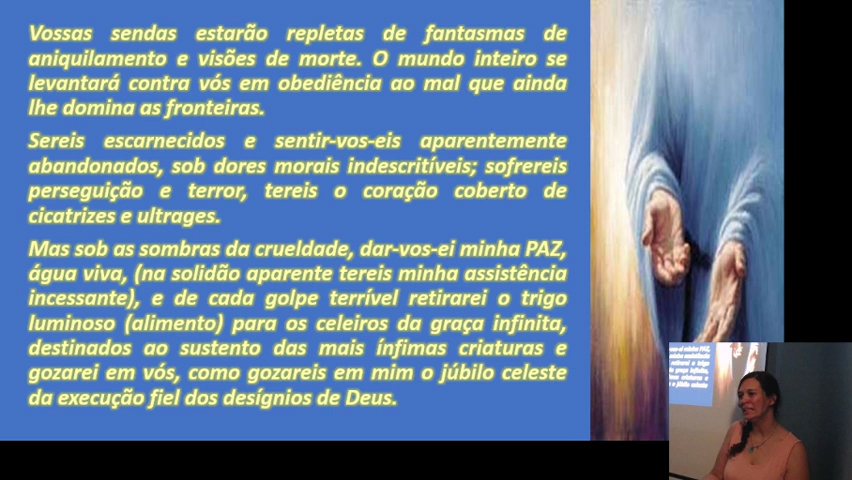 Vossas sendas estarão repletas de fantasmas de
aniquilamento e visões de morte. O mundo inteiro se
levantará contra vós em obediência ao mal que ainda
lhe domina as fronteiras.
Sereis escarnecidos e sentir-vos-eis aparentemente
abandonados, sob dores morais indescritíveis; sofrereis
perseguição e terror, tereis o coração coberto de
cicatrizes e ultrages.
Mas sob as sombras da crueldade, dar-vos-ei minha PAZ,
água viva, (na solidão aparente tereis minha assistência
incessante), e de cada golpe terrível retirarei o trigo
luminoso (alimento) para os celeiros da graça infinita,
destinados ao sustento das mais ínfimas criaturas e
gozarei em vós, como gozareis em mim o júbilo celeste
da execução fiel dos desígnios de Deus.